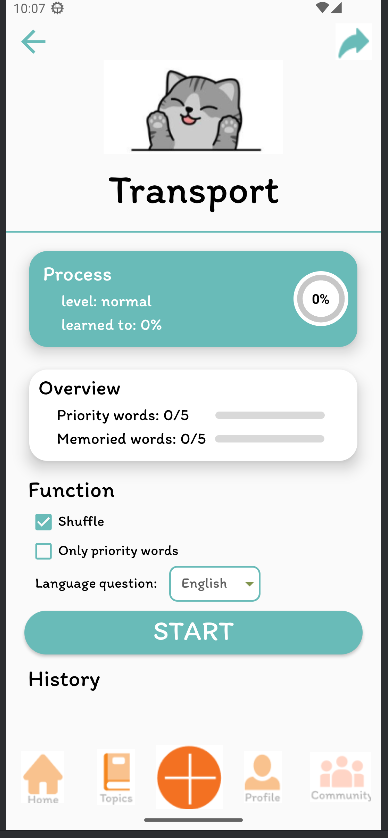 10:07
Transport
Process
level: normal
learned to: 0%
0%
Overview
Priority words: 0/5
Memoried words: 0/5
Function
Shuffle
Only priority words
Language question: English
START
History
Home Topics Profile Community